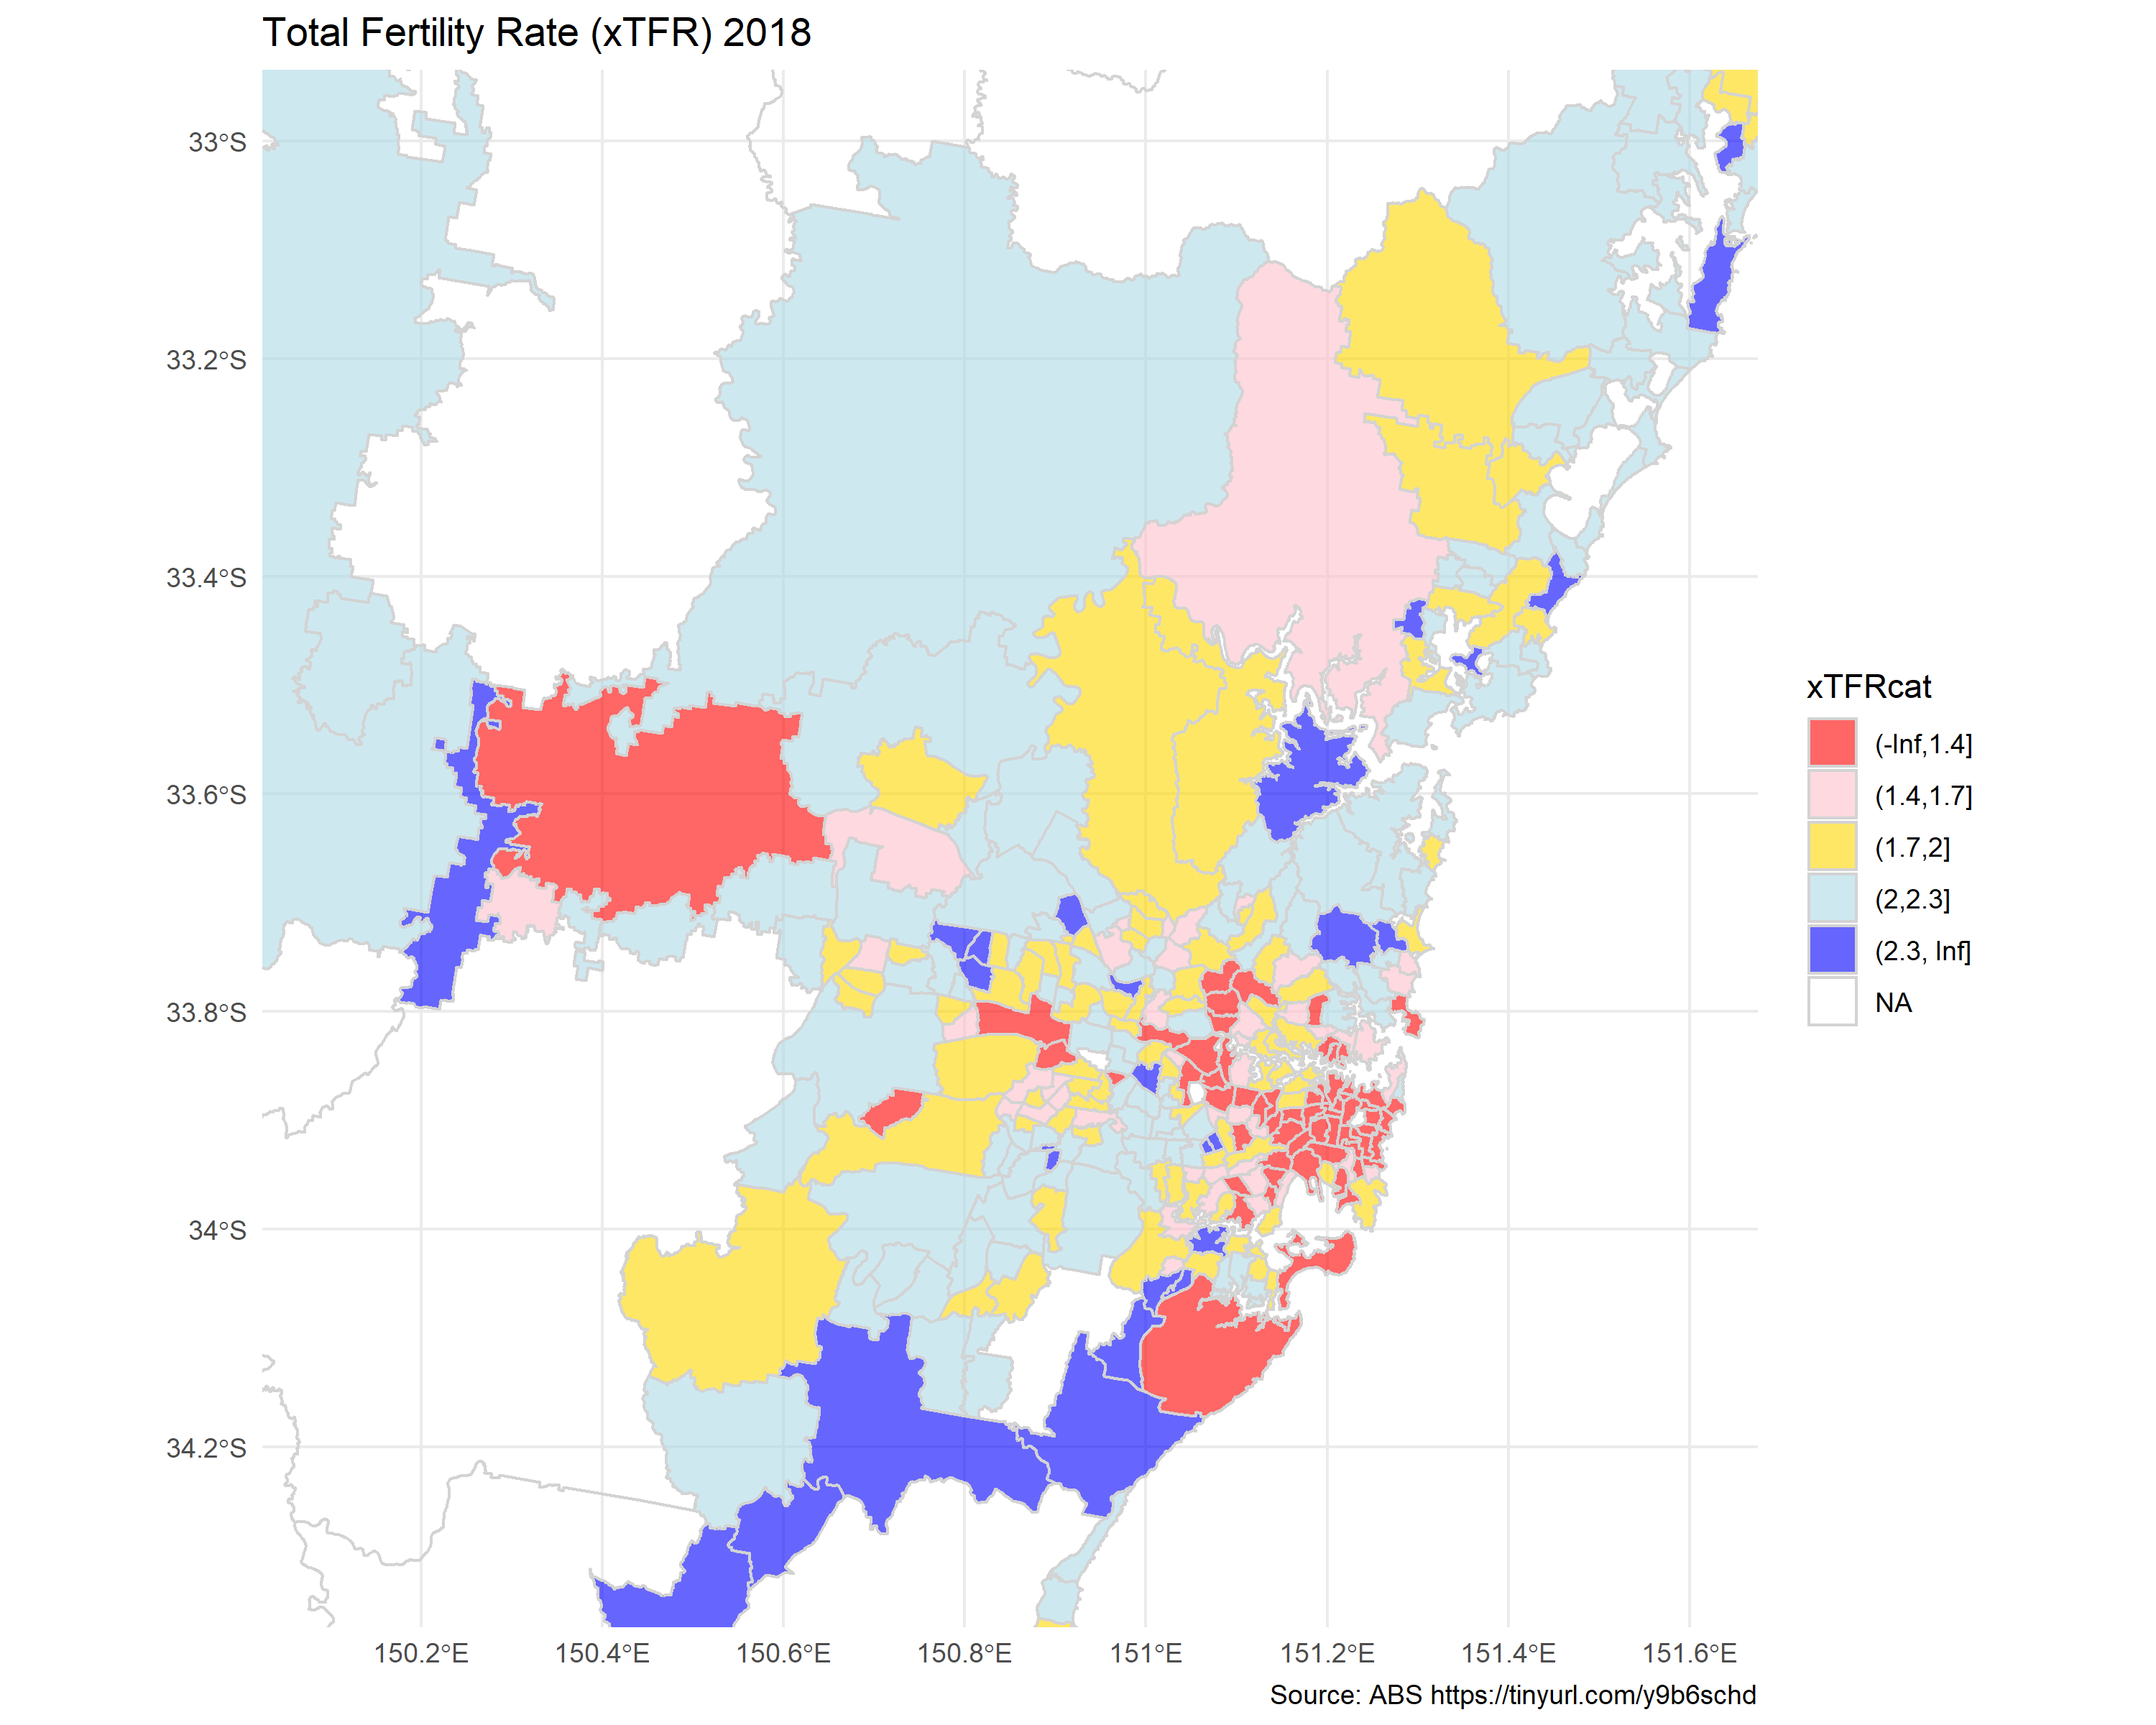 Total Fertility Rate (xTFR) 2018
33°S
33.2°S
33.4°S
33.6°S
33.8°S
34°S
34.2°S
150.2°E 150.4°E 150.6°E 150.8°E 151°E 151.2°E 151.4°E 151.6°E
xTFRcat
(-Inf,1.4]
(1.4,1.7]
(1.7,2]
(2,2.3]
(2.3, Inf]
NA
Source: ABS https://tinyurl.com/y9b6schd